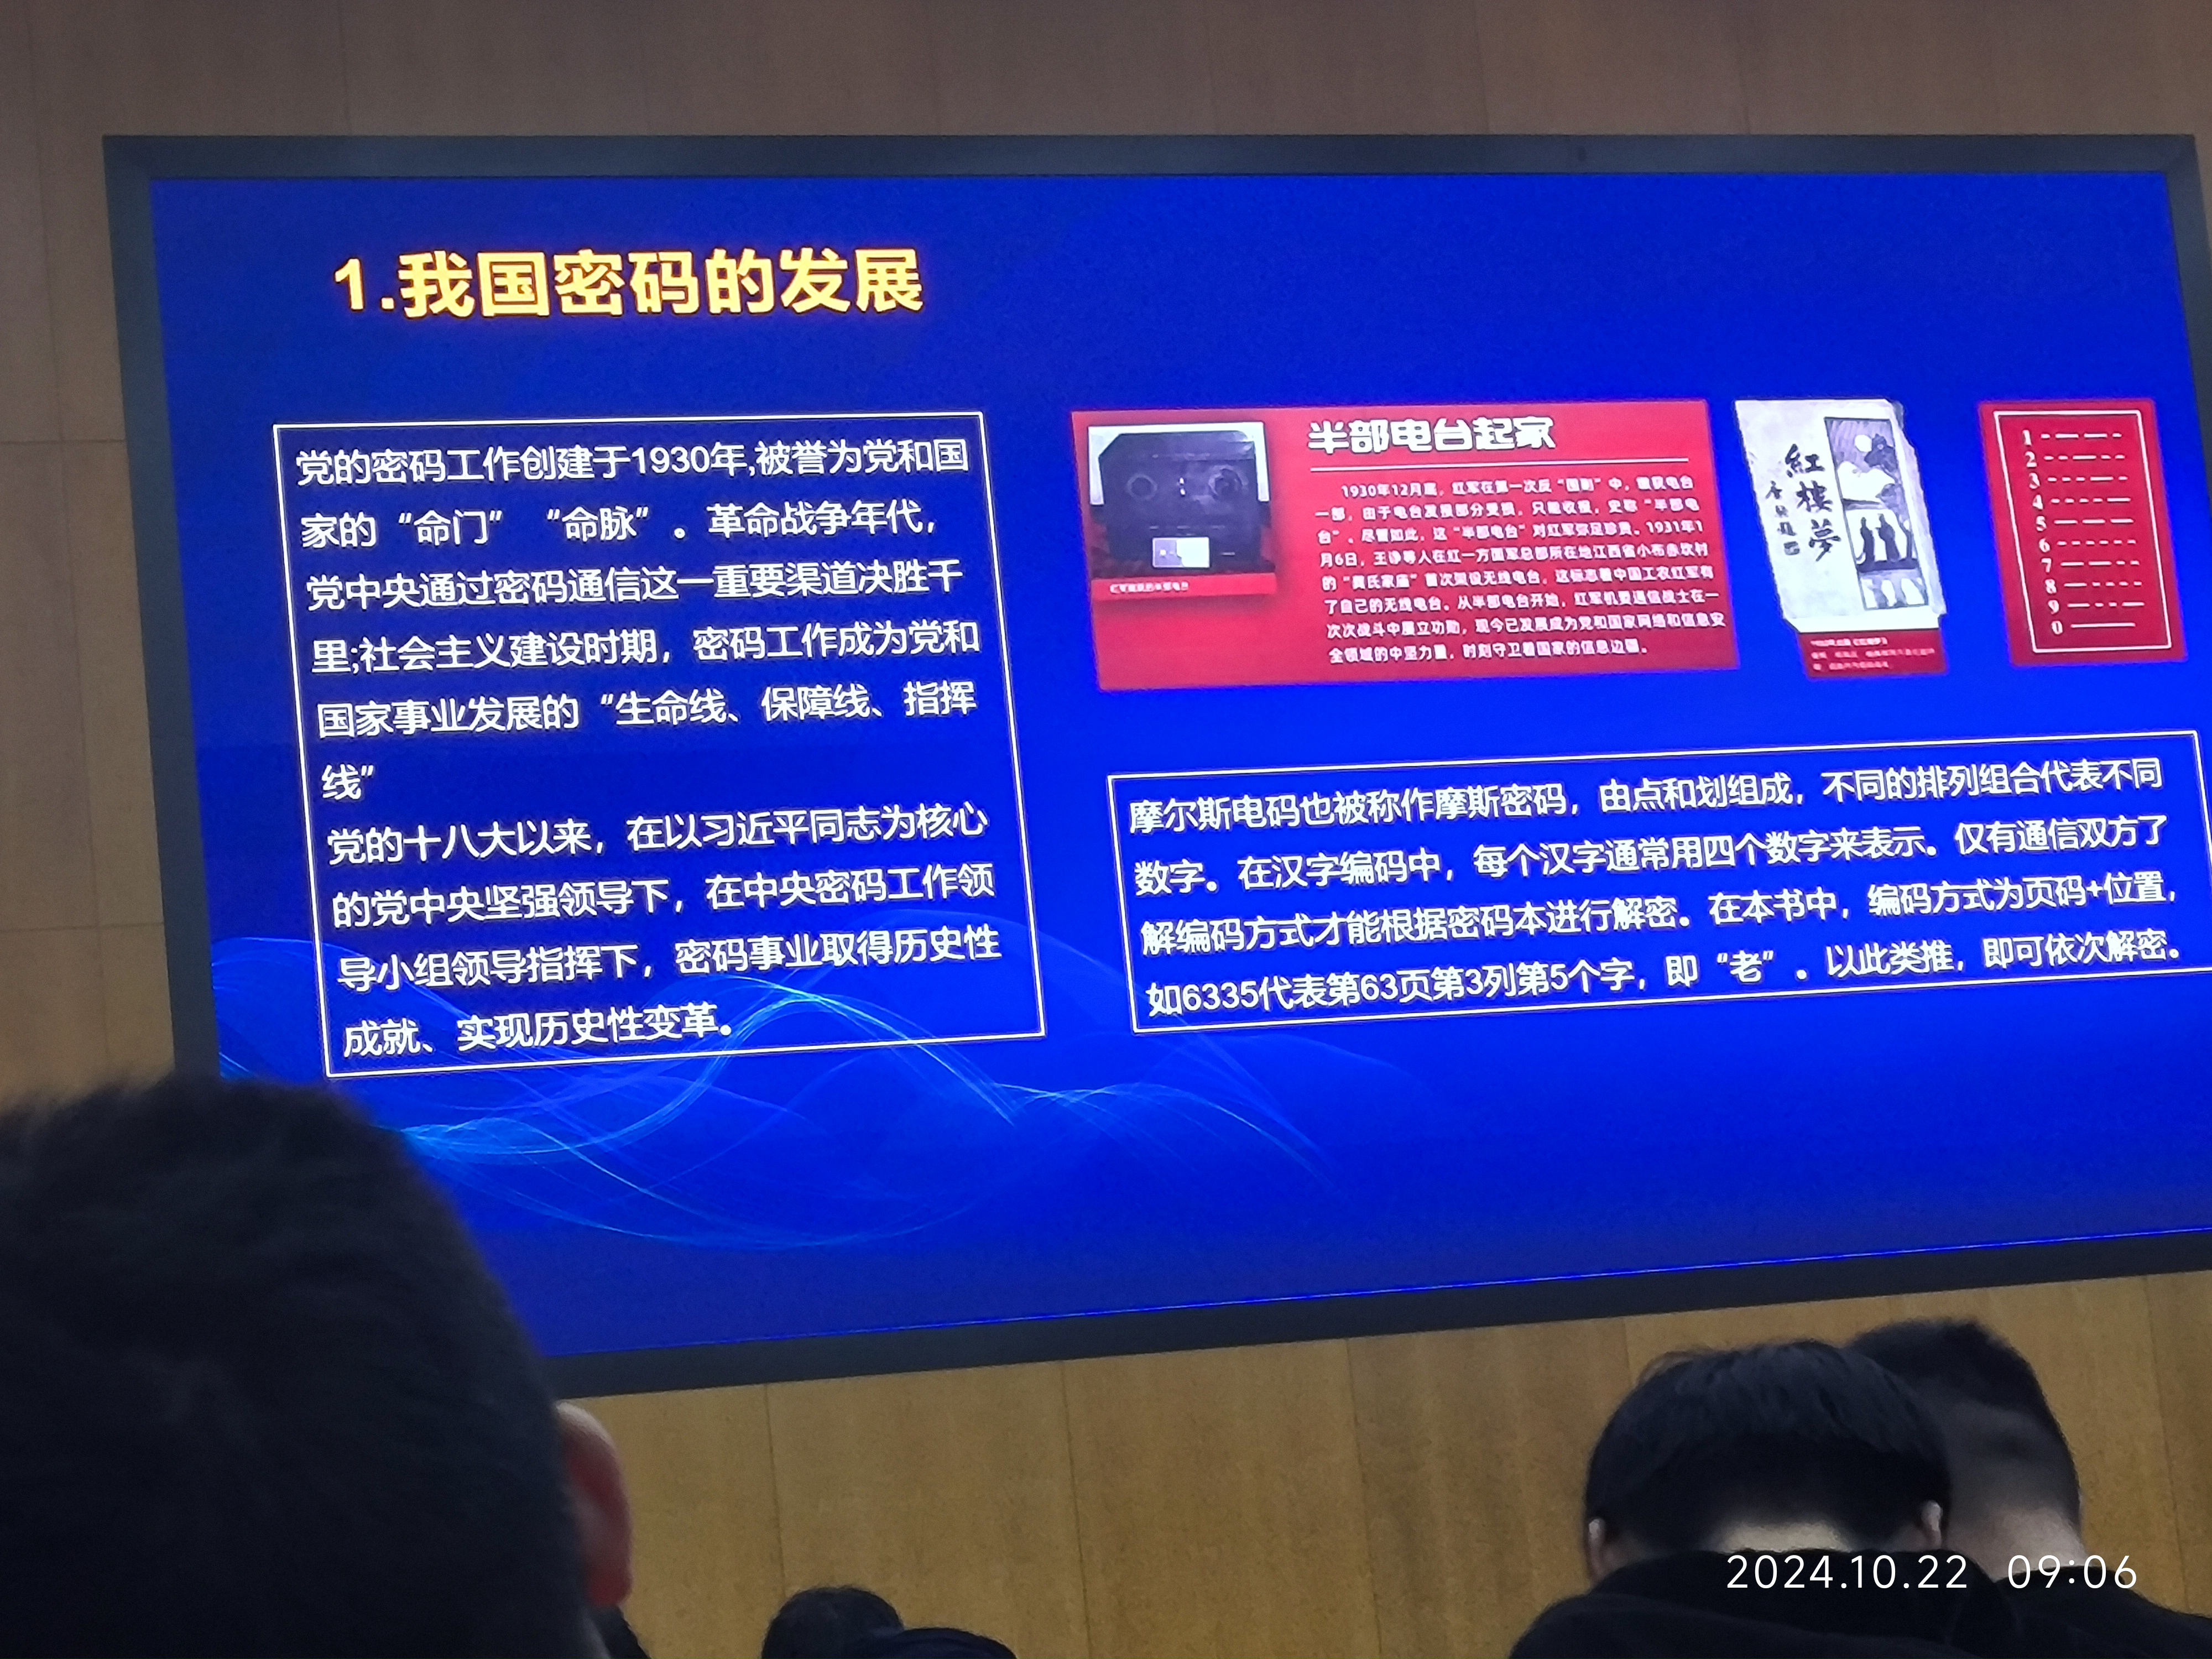 1.我国密码的发展
党的密码工作创建于1930年,被誉为党和国
家的“命门” “命脉”。革命战争年代，
党中央通过密码通信这一重要渠道决胜千
里;社会主义建设时期，密码工作成为党和
国家事业发展的“生命线、保障线、指挥
线”
党的十八大以来，在以习近平同志为核心
的党中央坚强领导下，在中央密码工作领
导小组领导指挥下，密码事业取得历史性
成就、实现历史性变革。
半部电台起家
1930年12月底，红军在第一次反“围剿”中，缴获电台
一部，由于电台发报部分受损，只能收报，史称“半部电
台”。尽管如此，这“半部电台”对红军弥足珍贵。1931年1
月6日，王诤等人在红一方面军总部所在地江西省小布赤坎村
的“龚氏家庙”首次架设无线电台，这标志着中国工农红军有
了自己的无线电台。从半部电台开始，红军机要通信战士在一
次次战斗中屡立功勋，现今已发展成为党和国家网络和信息安
全领域的中坚力量，时刻守卫着国家的信息边疆。
红军缴获的半部电台
紅樓夢
1
2
3
4
5
6
7
8
9
0
摩尔斯电码也被称作摩斯密码，由点和划组成，不同的排列组合代表不同
数字。在汉字编码中，每个汉字通常用四个数字来表示。仅有通信双方了
解编码方式才能根据密码本进行解密。在本书中，编码方式为页码+位置，
如6335代表第63页第3列第5个字，即“老”。以此类推，即可依次解密。
2024.10.22 09:06